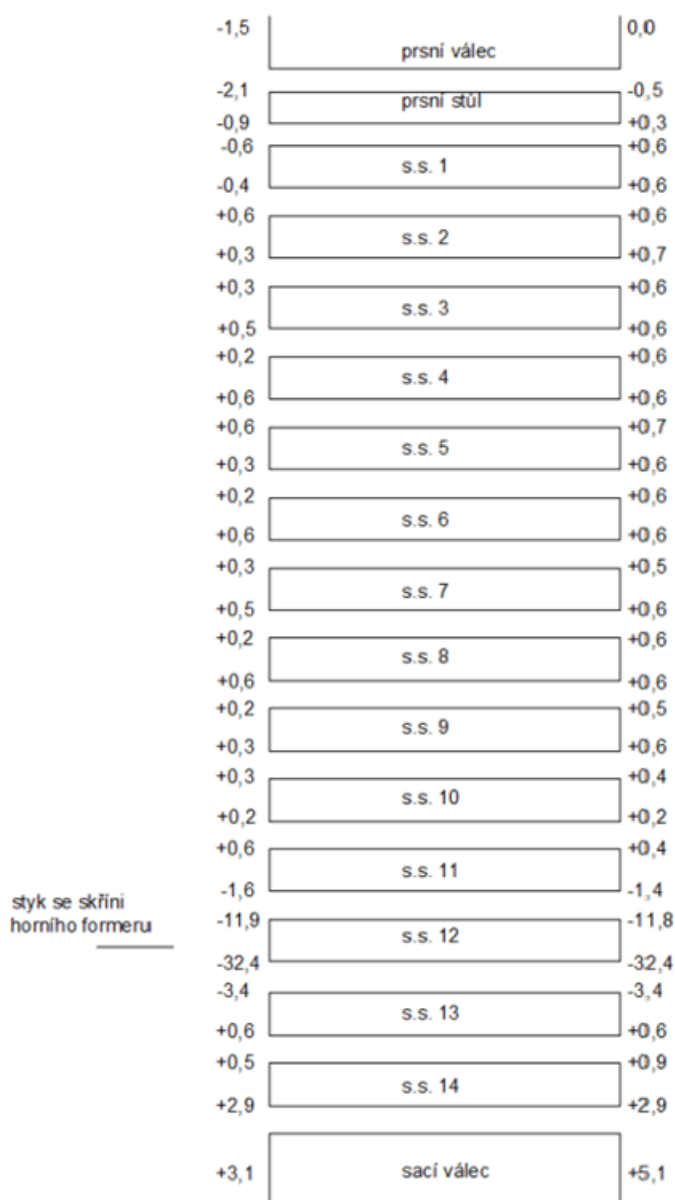 -1,5 0,0
prsní válec
-2,1 prsní stůl -0,5
-0,9 +0,3
-0,6 +0,6
s.s. 1
-0,4 +0,6
+0,6 +0,6
s.s. 2
+0,3 +0,7
+0,3 +0,6
s.s. 3
+0,5 +0,6
+0,2 +0,6
s.s. 4
+0,6 +0,6
+0,6 +0,7
s.s. 5
+0,3 +0,6
+0,2 +0,6
s.s. 6
+0,6 +0,6
+0,3 +0,5
s.s. 7
+0,5 +0,6
+0,2 +0,6
s.s. 8
+0,6 +0,6
+0,2 +0,5
s.s. 9
+0,3 +0,6
+0,3 +0,4
s.s. 10
+0,2 +0,2
+0,6 +0,4
s.s. 11
-1,6 -1,4
styk se skříni
horního formeru
-11,9 -11,8
s.s. 12
-32,4 -32,4
-3,4 -3,4
s.s. 13
+0,6 +0,6
+0,5 +0,9
s.s. 14
+2,9 +2,9
+3,1 sací válec +5,1